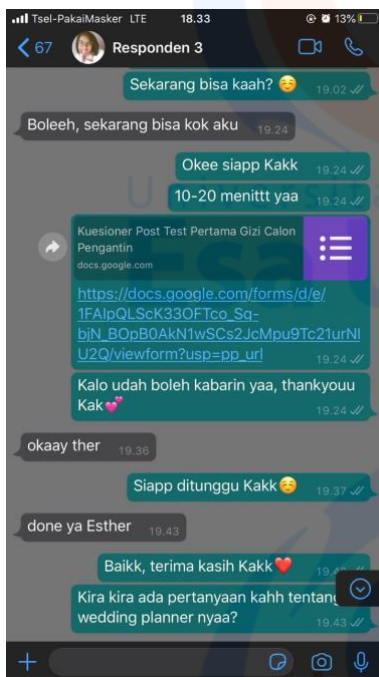 Tsel-PakaiMasker LTE 18.33 13%
67 Responden 3
Sekarang bisa kaah? ☺️ 19.02
Boleeh, sekarang bisa kok aku 19.24
Okee siapp Kakk 19.24
10-20 menittt yaa 19.24
Kuesioner Post Test Pertama Gizi Calon
Pengantin
docs.google.com
https://docs.google.com/forms/d/e/
1FAIpQLScK33OFTco_Sq-
bjN_BOpB0AkN1wSCs2JcMpu9Tc21urNl
U2Q/viewform?usp=pp_url 19.24
Kalo udah boleh kabarin yaa, thankyouu
Kak💕 19.24
okaay ther 19.36
Siapp ditunggu Kakk☺️ 19.37
done ya Esther 19.43
Baikk, terima kasih Kakk❤️
Kira kira ada pertanyaan kahh tentang
wedding planner nyaa? 19.43